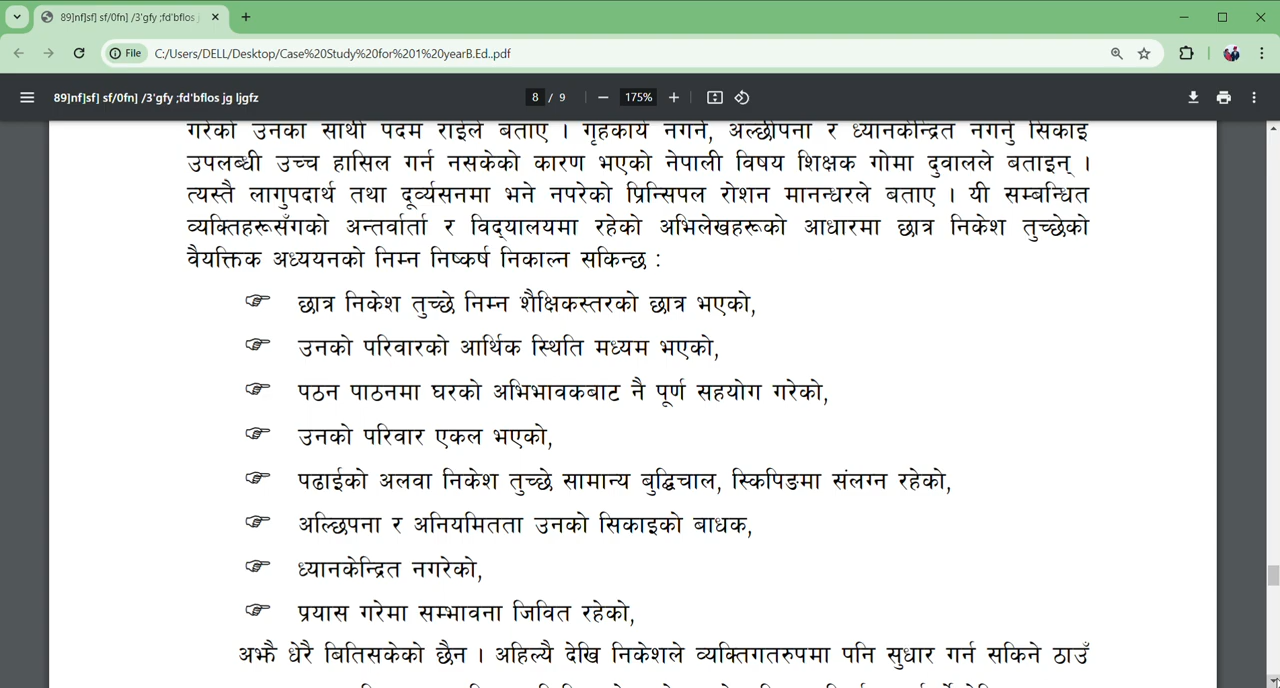 89]nf]sf] sf/0fn] /3'gfy ;fd'bflos j
File C:/Users/DELL/Desktop/Case%20Study%20for%201%20yearB.Ed..pdf
89]nf]sf] sf/0fn] /3'gfy ;fd'bflos jg ljgfz 8 / 9 175%
गरेको उनका साथी पदम राईले बताए । गृहकार्य नगर्ने, अल्छीपना र ध्यानकेन्द्रित नगर्नु सिकाइ
उपलब्धी उच्च हासिल गर्न नसकेको कारण भएको नेपाली विषय शिक्षक गोमा दुवालले बताइन् ।
त्यस्तै लागुपदार्थ तथा दूर्व्यसनमा भने नपरेको प्रिन्सिपल रोशन मानन्धरले बताए । यी सम्बन्धित
व्यक्तिहरूसँगको अन्तर्वार्ता र विद्यालयमा रहेको अभिलेखहरूको आधारमा छात्र निकेश तुच्छेको
वैयक्तिक अध्ययनको निम्न निष्कर्ष निकाल्न सकिन्छ :
छात्र निकेश तुच्छे निम्न शैक्षिकस्तरको छात्र भएको,
उनको परिवारको आर्थिक स्थिति मध्यम भएको,
पठन पाठनमा घरको अभिभावकबाट नै पूर्ण सहयोग गरेको,
उनको परिवार एकल भएको,
पढाईको अलवा निकेश तुच्छे सामान्य बुद्धिचाल, स्किपिङमा संलग्न रहेको,
अल्छिपना र अनियमितता उनको सिकाइको बाधक,
ध्यानकेन्द्रित नगरेको,
प्रयास गरेमा सम्भावना जिवित रहेको,
अझै धेरै बितिसकेको छैन । अहिल्यै देखि निकेशले व्यक्तिगतरुपमा पनि सुधार गर्न सकिने ठाउँ